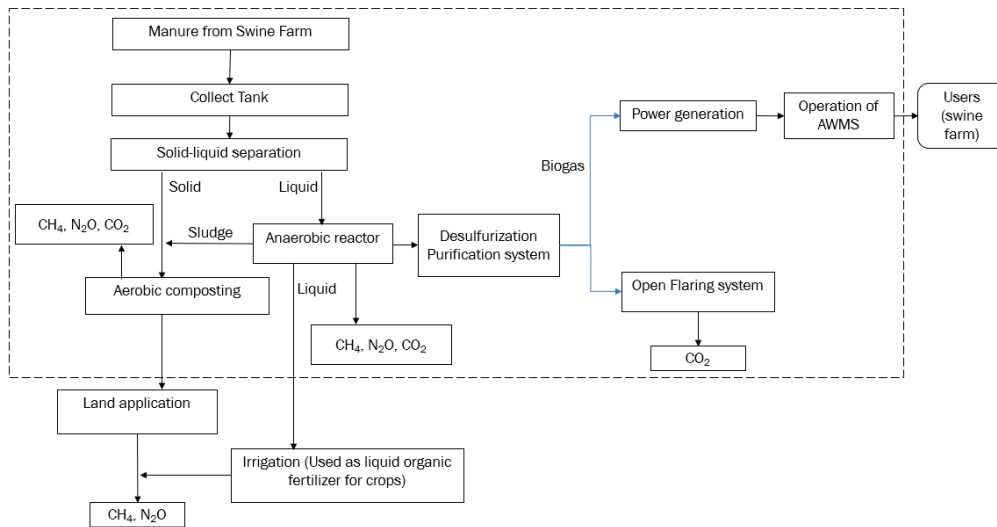 Manure from Swine Farm
Collect Tank
Solid-liquid separation
Solid
Liquid
CH₄, N₂O, CO₂
Sludge
Anaerobic reactor
Desulfurization
Purification system
Biogas
Power generation
Operation of
AWMS
Users
(swine
farm)
Aerobic composting
Liquid
Open Flaring system
CH₄, N₂O, CO₂
CO₂
Land application
Irrigation (Used as liquid organic
fertilizer for crops)
CH₄, N₂O